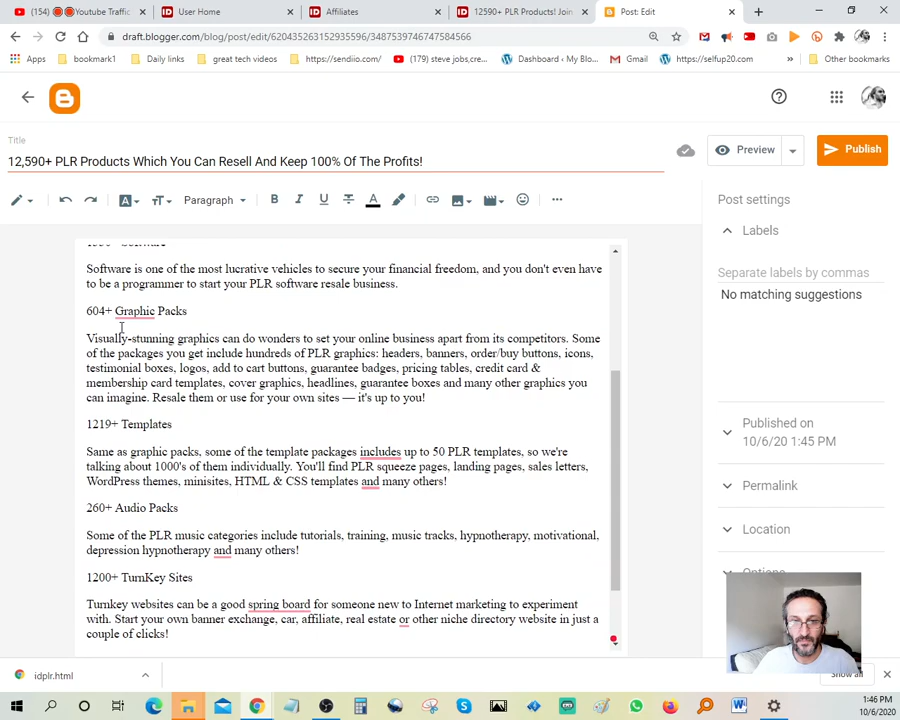 (154) 🔴🔴Youtube Traffic
User Home
Affiliates
12590+ PLR Products! Join
Post: Edit
draft.blogger.com/blog/post/edit/620435263152935596/3487539746747584566
Apps
bookmark1
Daily links
great tech videos
https://sendiio.com/
(179) steve jobs,cre...
Dashboard ‹ My Blo...
Gmail
https://selfup20.com
»
Other bookmarks
Title
12,590+ PLR Products Which You Can Resell And Keep 100% Of The Profits!
Preview
Publish
Paragraph
B I U
Post settings
Labels
Separate labels by commas
No matching suggestions
Software is one of the most lucrative vehicles to secure your financial freedom, and you don't even have
to be a programmer to start your PLR software resale business.
604+ Graphic Packs
Visually-stunning graphics can do wonders to set your online business apart from its competitors. Some
of the packages you get include hundreds of PLR graphics: headers, banners, order/buy buttons, icons,
testimonial boxes, logos, add to cart buttons, guarantee badges, pricing tables, credit card &
membership card templates, cover graphics, headlines, guarantee boxes and many other graphics you
can imagine. Resale them or use for your own sites — it's up to you!
1219+ Templates
Same as graphic packs, some of the template packages includes up to 50 PLR templates, so we're
talking about 1000's of them individually. You'll find PLR squeeze pages, landing pages, sales letters,
WordPress themes, minisites, HTML & CSS templates and many others!
260+ Audio Packs
Some of the PLR music categories include tutorials, training, music tracks, hypnotherapy, motivational,
depression hypnotherapy and many others!
1200+ TurnKey Sites
Turnkey websites can be a good spring board for someone new to Internet marketing to experiment
with. Start your own banner exchange, car, affiliate, real estate or other niche directory website in just a
couple of clicks!
Published on
10/6/20 1:45 PM
Permalink
Location
Options
idplr.html
Show all
1:46 PM
10/6/2020